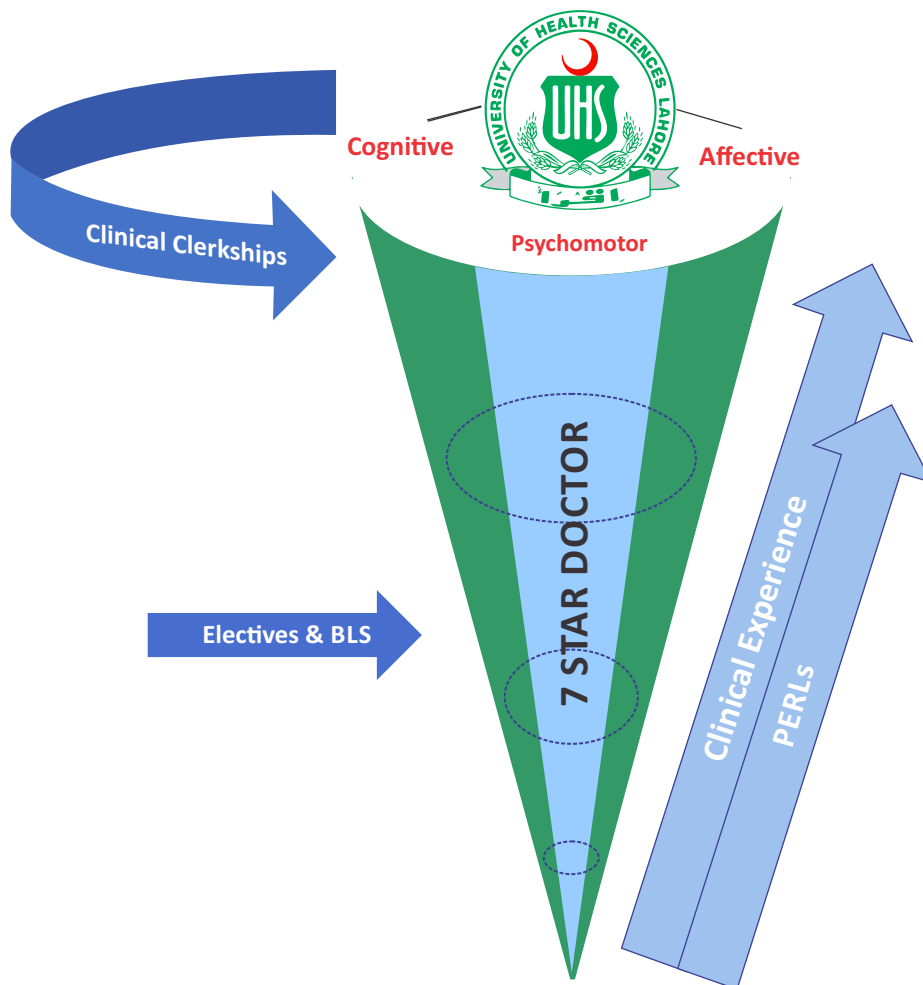 UNIVERSITY OF HEALTH SCIENCES LAHORE
UHS
اقرا
Cognitive
Affective
Psychomotor
Clinical Clerkships
7 STAR DOCTOR
Electives & BLS
Clinical Experience
PERLs